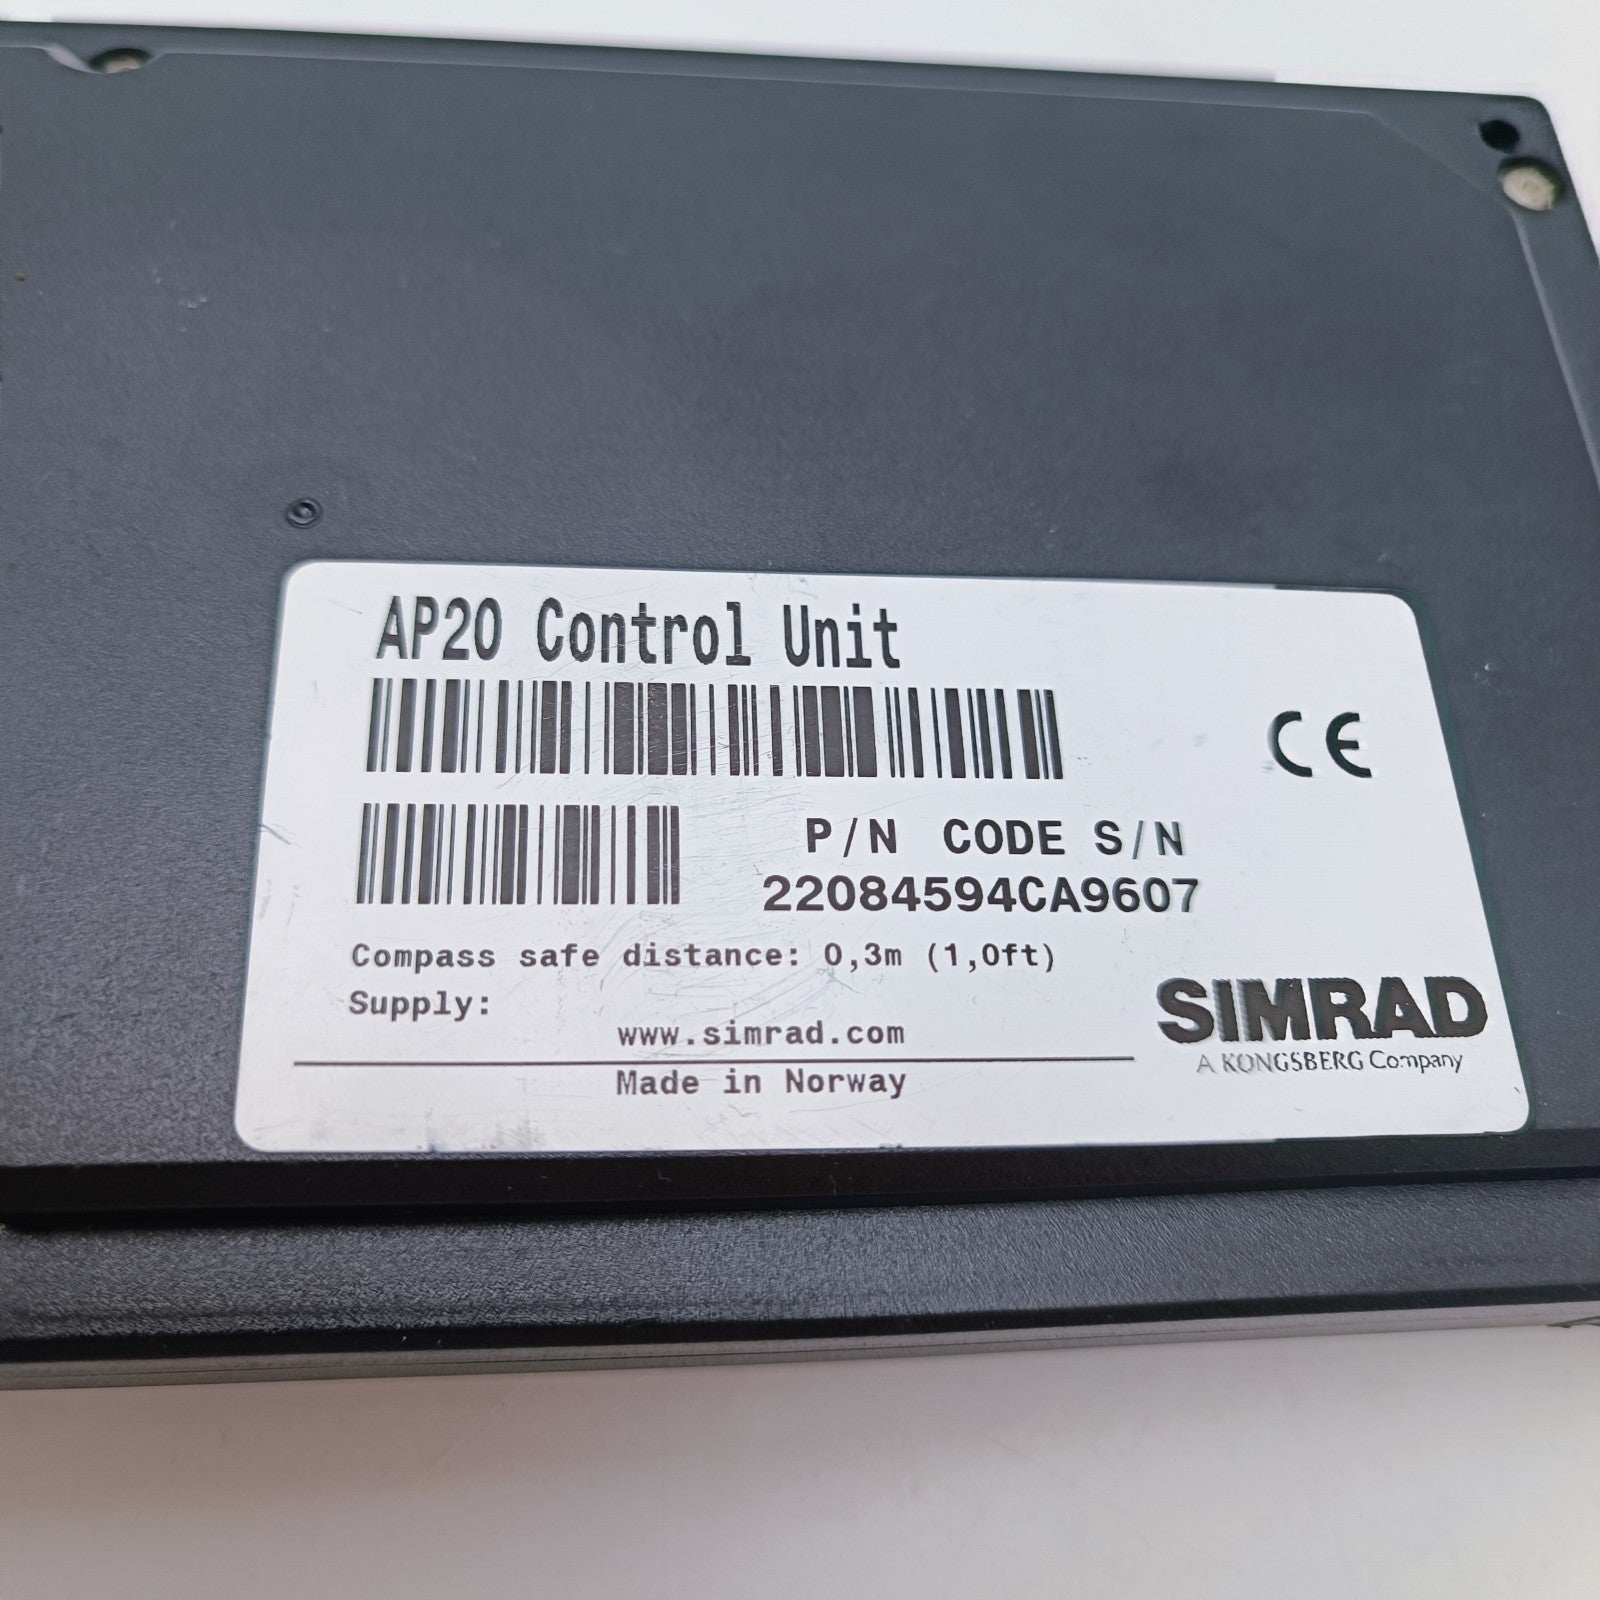 AP20 Control Unit
CE
P/N CODE S/N
22084594CA9607
Compass safe distance: 0,3m (1,0ft)
Supply:
www.simrad.com
SIMRAD
A KONGSBERG Company
Made in Norway